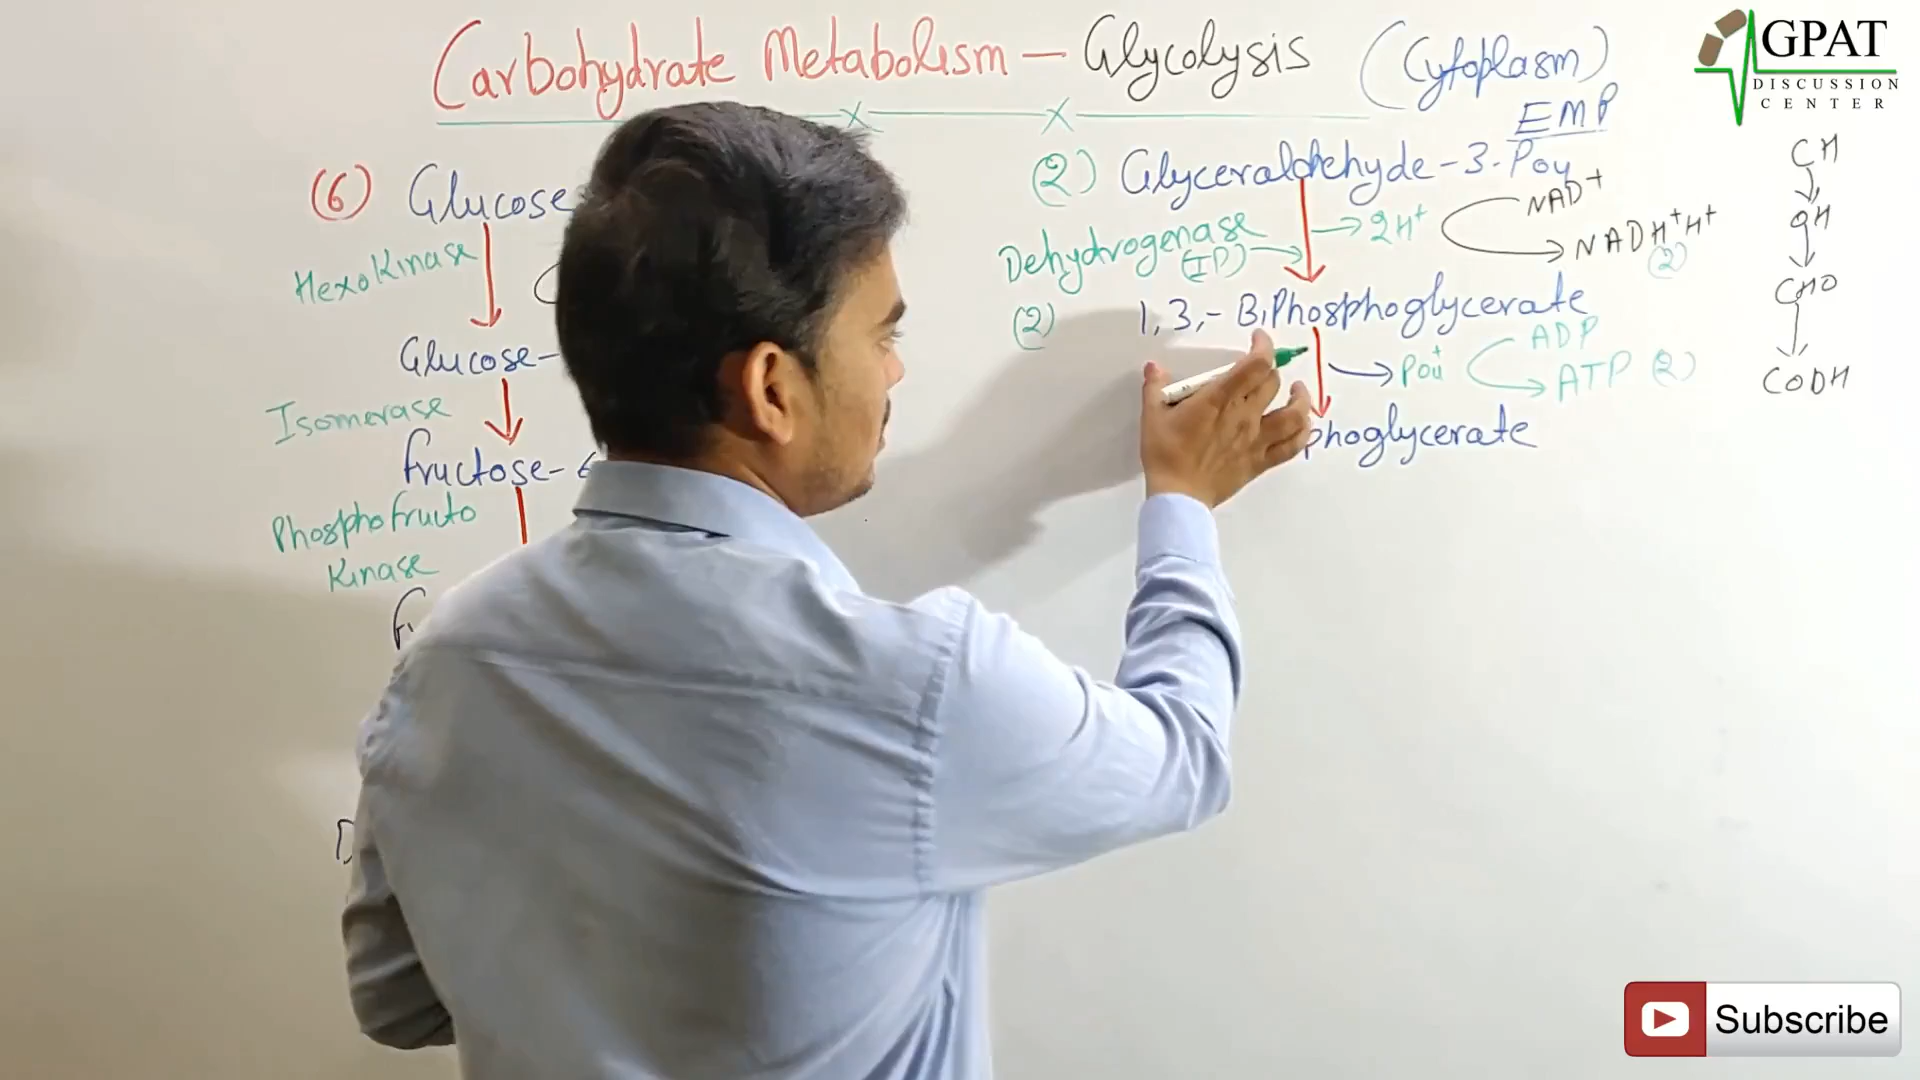 Carbohydrate Metabolism - Glycolysis (Cytoplasm)
EMP
GPAT
DISCUSSION
CENTER
(6) Glucose
Hexokinase
Glucose-
Isomerase
Fructose-6
Phosphofructo
Kinase
(2) Glyceraldehyde-3-PO4
NAD+
Dehydrogenase → 2H+
(IP)
NADH+H+
(2)
(2) 1,3,- BiPhosphoglycerate
ADP
→ PO4+
ATP (2)
phoglycerate
CH
OH
CHO
COOH
Subscribe